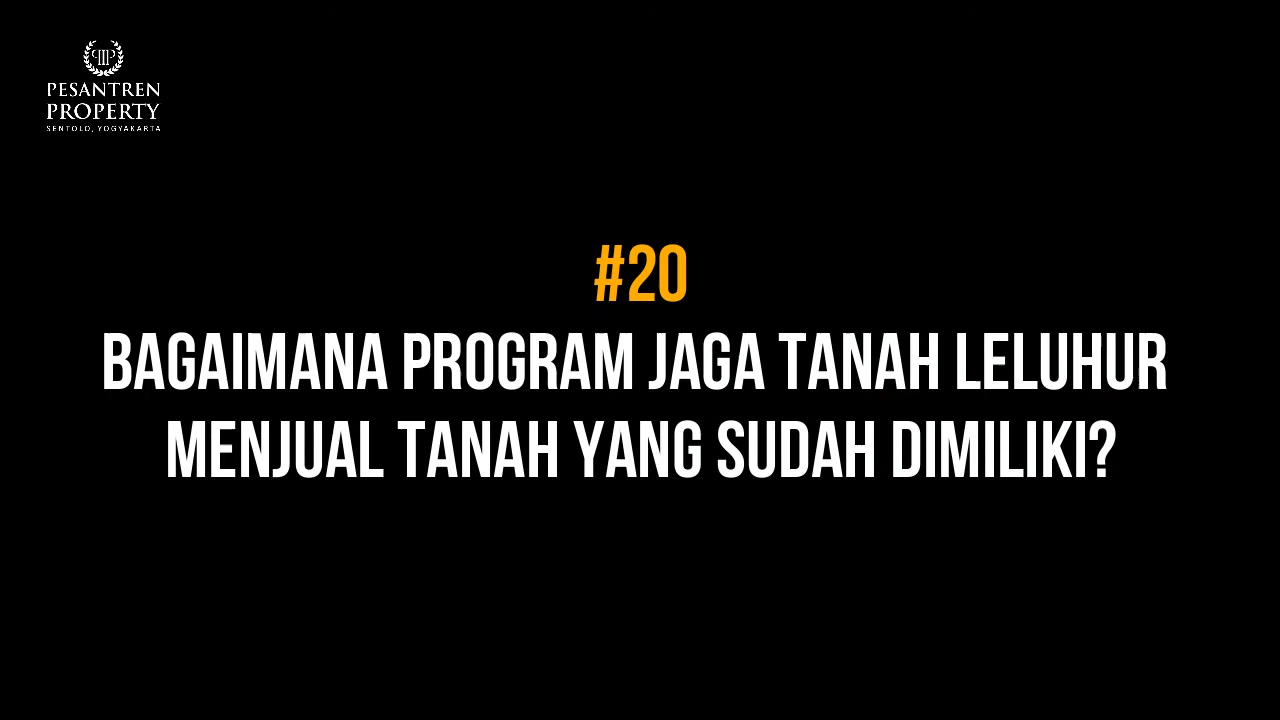 PESANTREN
PROPERTY
SENTOLO, YOGYAKARTA
#20
BAGAIMANA PROGRAM JAGA TANAH LELUHUR
MENJUAL TANAH YANG SUDAH DIMILIKI?